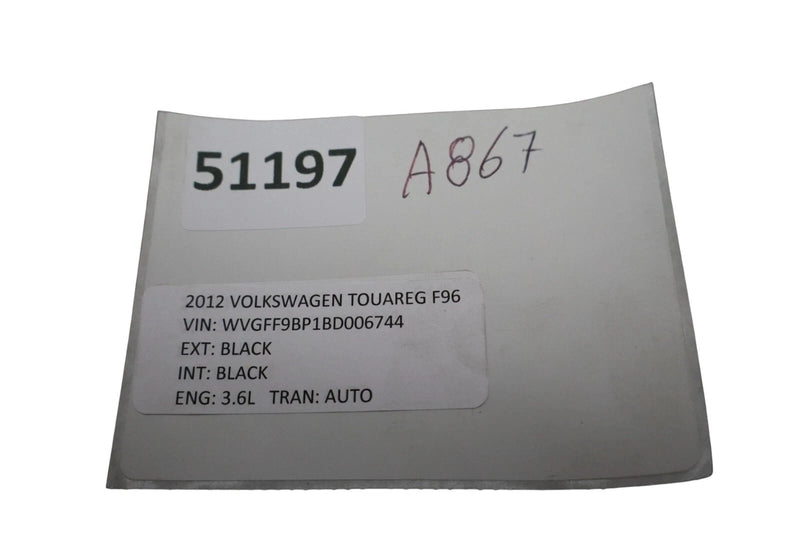 51197 A867
2012 VOLKSWAGEN TOUAREG F96
VIN: WVGFF9BP1BD006744
EXT: BLACK
INT: BLACK
ENG: 3.6L TRAN: AUTO